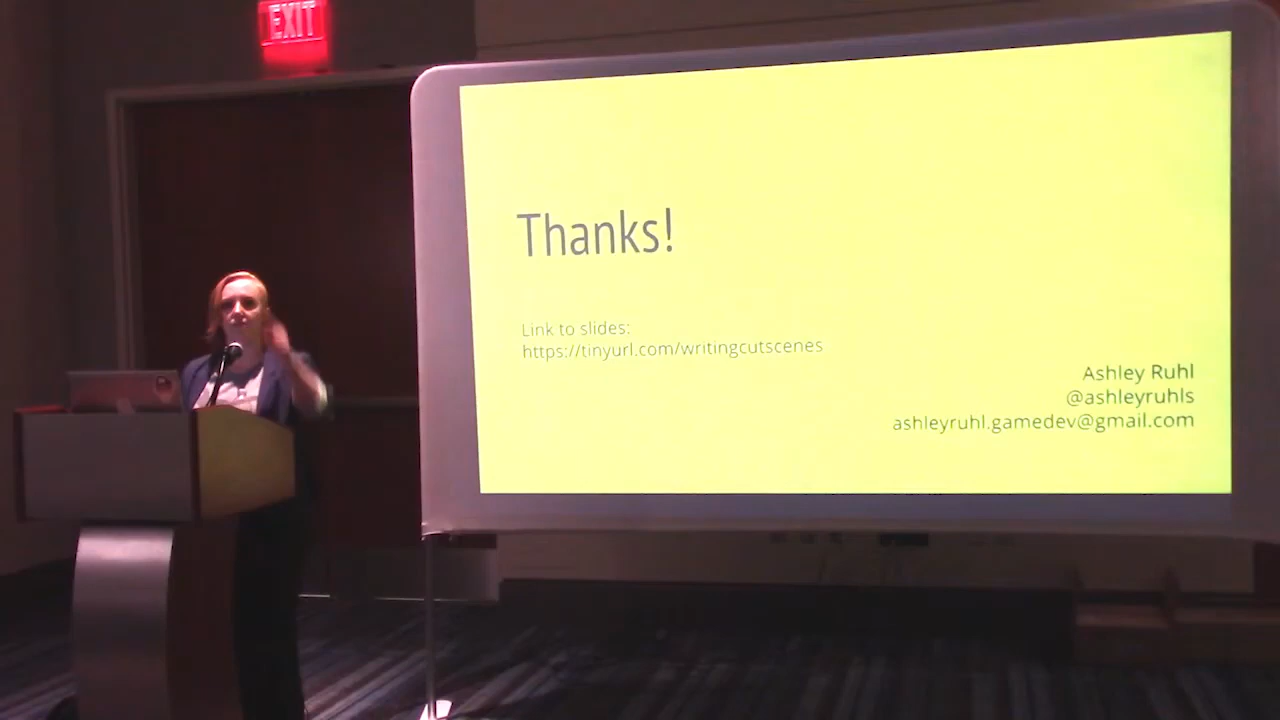 EXIT
Thanks!
Link to slides:
https://tinyurl.com/writingcutscenes
Ashley Ruhl
@ashleyruhls
ashleyruhl.gamedev@gmail.com